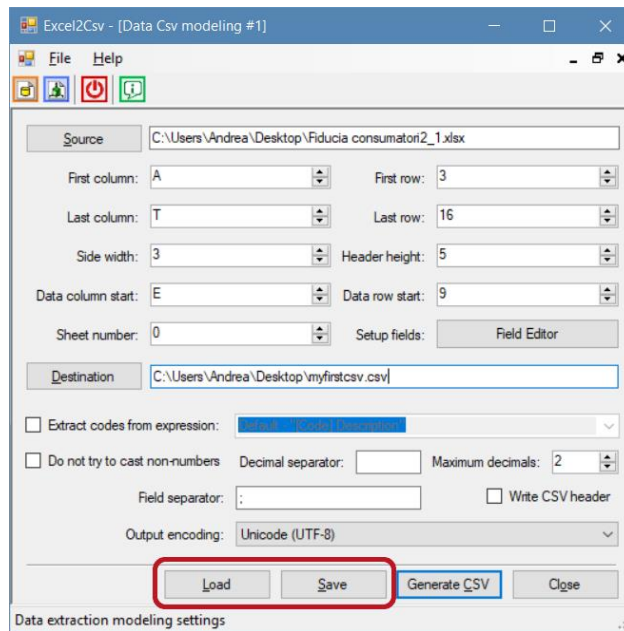 Excel2Csv - [Data Csv modeling #1]
File Help
Source C:\Users\Andrea\Desktop\Fiducia consumatori2_1.xlsx
First column: A First row: 3
Last column: T Last row: 16
Side width: 3 Header height: 5
Data column start: E Data row start: 9
Sheet number: 0 Setup fields: Field Editor
Destination C:\Users\Andrea\Desktop\myfirstcsv.csv
Extract codes from expression: Default - "[Code] Description"
Do not try to cast non-numbers Decimal separator: Maximum decimals: 2
Field separator: ; Write CSV header
Output encoding: Unicode (UTF-8)
Load Save Generate CSV Close
Data extraction modeling settings